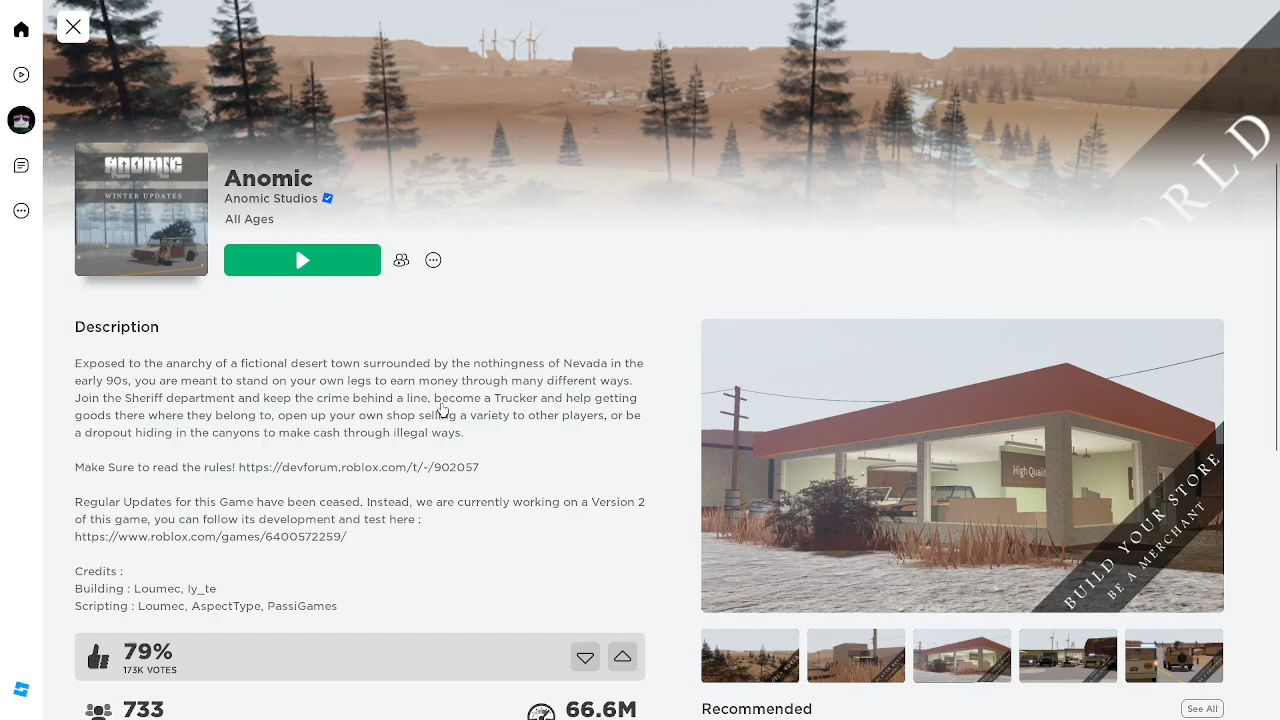 ORLD
ANOMIC
WINTER UPDATES
Anomic
Anomic Studios
All Ages
Description
Exposed to the anarchy of a fictional desert town surrounded by the nothingness of Nevada in the
early 90s, you are meant to stand on your own legs to earn money through many different ways.
Join the Sheriff department and keep the crime behind a line, become a Trucker and help getting
goods there where they belong to, open up your own shop selling a variety to other players, or be
a dropout hiding in the canyons to make cash through illegal ways.
Make Sure to read the rules! https://devforum.roblox.com/t/-/902057
Regular Updates for this Game have been ceased. Instead, we are currently working on a Version 2
of this game, you can follow its development and test here :
https://www.roblox.com/games/6400572259/
Credits :
Building : Loumec, ly_te
Scripting : Loumec, AspectType, PassiGames
79%
173K VOTES
733
66.6M
High Quali
BUILD YOUR STORE
BE A MERCHANT
Recommended
See All